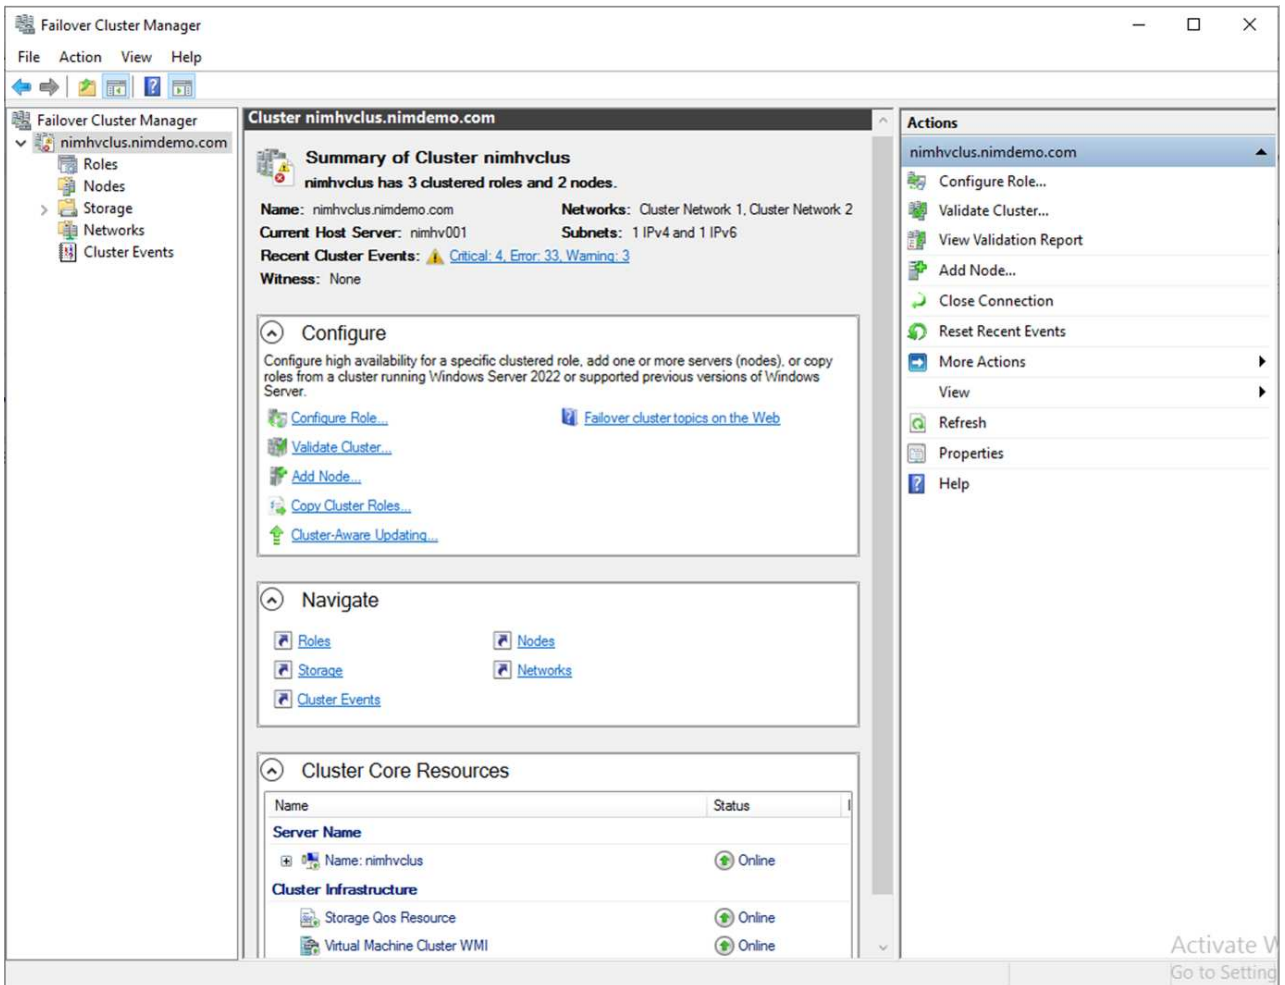 Failover Cluster Manager
File Action View Help
Failover Cluster Manager
nimhvclus.nimdemo.com
Roles
Nodes
Storage
Networks
Cluster Events
Cluster nimhvclus.nimdemo.com
Summary of Cluster nimhvclus
nimhvclus has 3 clustered roles and 2 nodes.
Name: nimhvclus.nimdemo.com
Networks: Cluster Network 1, Cluster Network 2
Current Host Server: nimhv001
Subnets: 1 IPv4 and 1 IPv6
Recent Cluster Events: Critical: 4, Error: 33, Warning: 3
Witness: None
Configure
Configure high availability for a specific clustered role, add one or more servers (nodes), or copy
roles from a cluster running Windows Server 2022 or supported previous versions of Windows
Server.
Configure Role...
Failover cluster topics on the Web
Validate Cluster...
Add Node...
Copy Cluster Roles...
Cluster-Aware Updating...
Navigate
Roles
Nodes
Storage
Networks
Cluster Events
Cluster Core Resources
Name Status
Server Name
Name: nimhvclus Online
Cluster Infrastructure
Storage Qos Resource Online
Virtual Machine Cluster WMI Online
Actions
nimhvclus.nimdemo.com
Configure Role...
Validate Cluster...
View Validation Report
Add Node...
Close Connection
Reset Recent Events
More Actions
View
Refresh
Properties
Help
Activate
Go to Setting